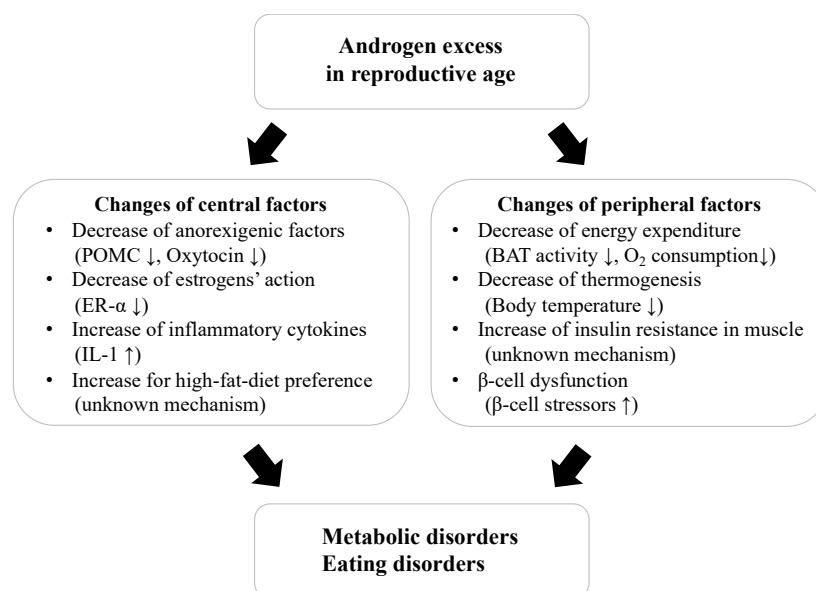 Androgen excess
in reproductive age
Changes of central factors
• Decrease of anorexigenic factors
(POMC ↓, Oxytocin ↓)
• Decrease of estrogens’ action
(ER-α ↓)
• Increase of inflammatory cytokines
(IL-1 ↑)
• Increase for high-fat-diet preference
(unknown mechanism)
Changes of peripheral factors
• Decrease of energy expenditure
(BAT activity ↓, O₂ consumption↓)
• Decrease of thermogenesis
(Body temperature ↓)
• Increase of insulin resistance in muscle
(unknown mechanism)
• β-cell dysfunction
(β-cell stressors ↑)
Metabolic disorders
Eating disorders